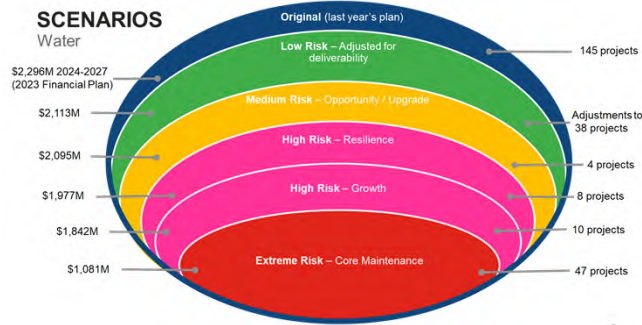 SCENARIOS
Water
Original (last year's plan)
$2,296M 2024-2027
(2023 Financial Plan)
145 projects
Low Risk – Adjusted for
deliverability
$2,113M
Adjustments to
38 projects
Medium Risk – Opportunity / Upgrade
$2,095M
4 projects
High Risk – Resilience
$1,977M
8 projects
High Risk – Growth
$1,842M
10 projects
Extreme Risk – Core Maintenance
$1,081M
47 projects